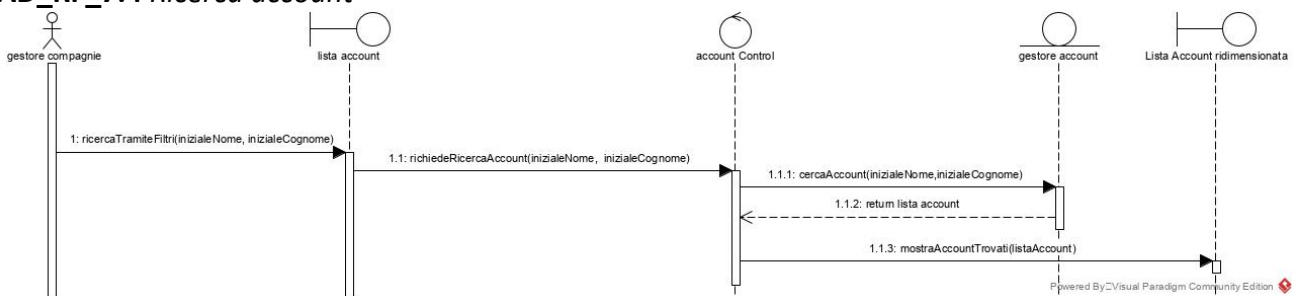 ricerca account
gestore compagnie
lista account
account Control
gestore account
Lista Account ridimensionata
1: ricercaTramiteFiltri(inizialeNome, inizialeCognome)
1.1: richiedeRicercaAccount(inizialeNome, inizialeCognome)
1.1.1: cercaAccount(inizialeNome,inizialeCognome)
1.1.2: return lista account
1.1.3: mostraAccountTrovati(listaAccount)
Powered By Visual Paradigm Community Edition